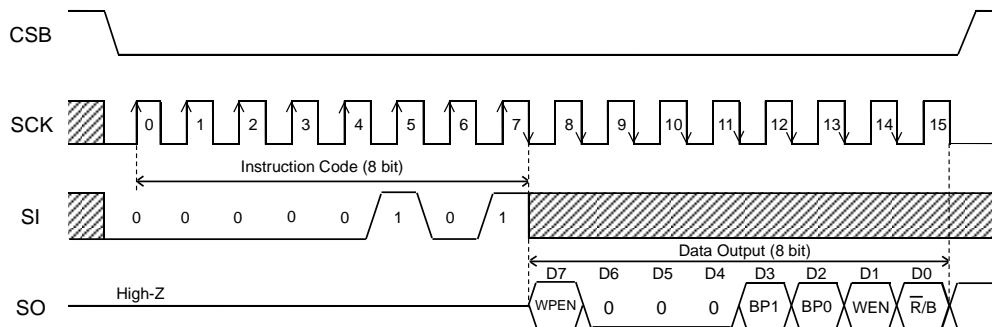 CSB
SCK 0 1 2 3 4 5 6 7 8 9 10 11 12 13 14 15
Instruction Code (8 bit)
SI 0 0 0 0 0 1 0 1
Data Output (8 bit)
D7 D6 D5 D4 D3 D2 D1 D0
High-Z
SO WPEN 0 0 0 BP1 BP0 WEN R̅/B